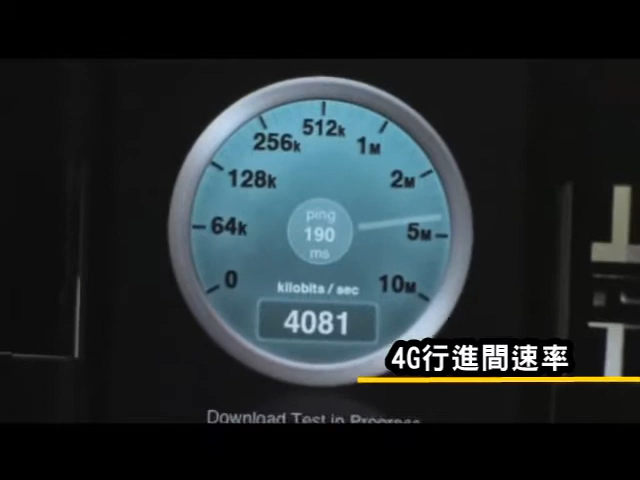 512k
256k
1M
128k
2M
ping
64k
190
5M
ms
0
kilobits / sec
10M
4081
4G行進間速率
Download Test in Progress